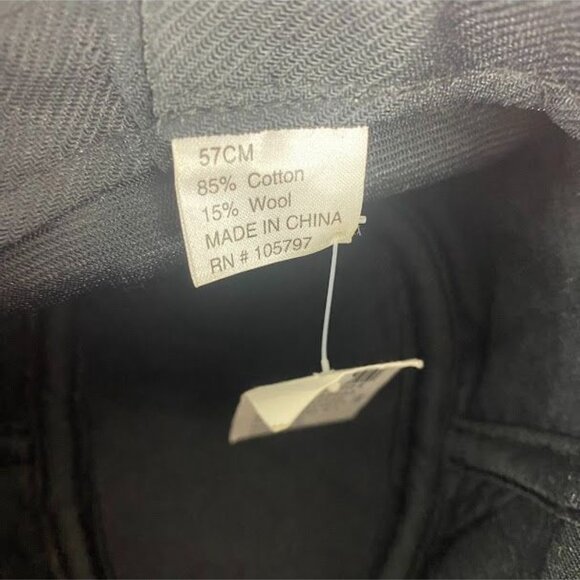 57CM
85% Cotton
15% Wool
MADE IN CHINA
RN # 105797